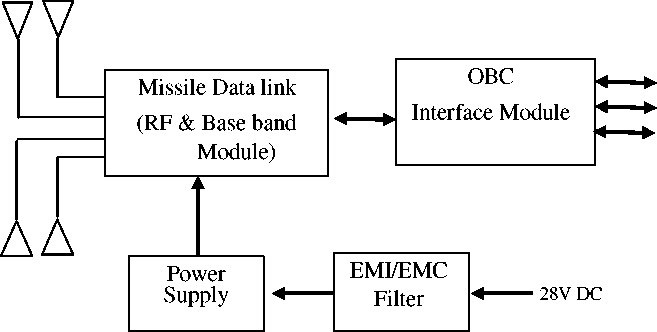 Missile Data link
(RF & Base band
Module)
OBC
Interface Module
Power
Supply
EMI/EMC
Filter
28V DC